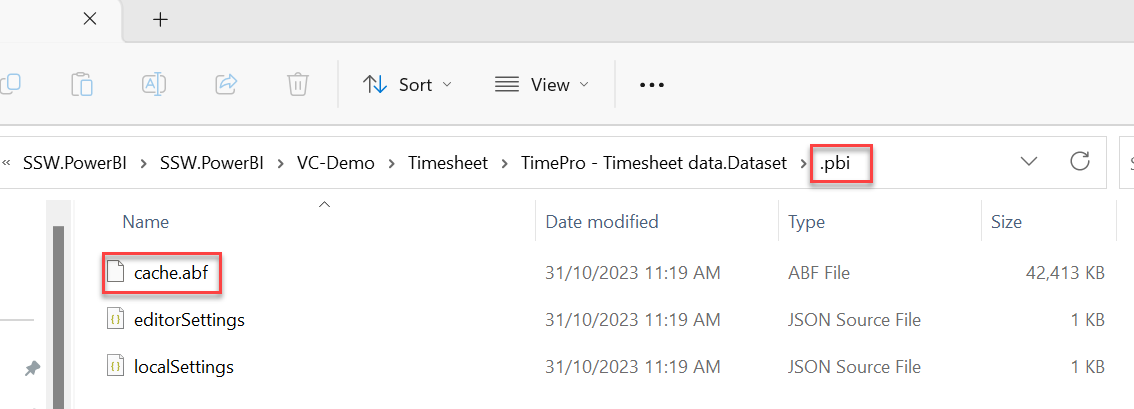 Sort View •••
« SSW.PowerBI > SSW.PowerBI > VC-Demo > Timesheet > TimePro - Timesheet data.Dataset > .pbi
Name Date modified Type Size
cache.abf 31/10/2023 11:19 AM ABF File 42,413 KB
editorSettings 31/10/2023 11:19 AM JSON Source File 1 KB
localSettings 31/10/2023 11:19 AM JSON Source File 1 KB